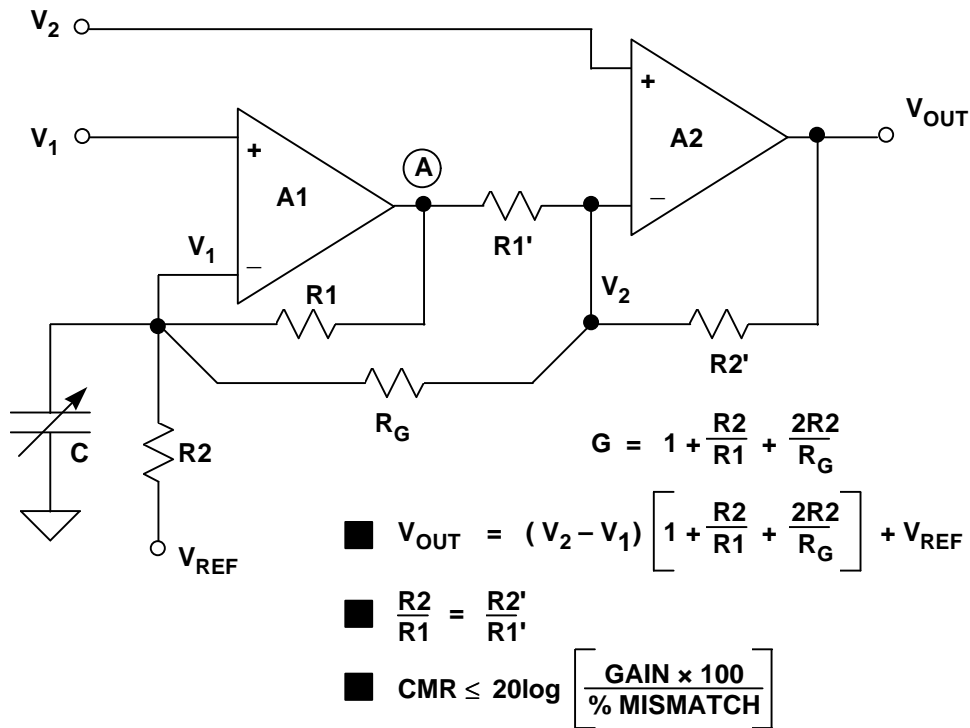 V2
V1
+
A1
−
V1
A
R1
R1'
+
A2
−
VOUT
V2
R2'
RG
C
R2
VREF
G = 1 + R2/R1 + 2R2/RG
■ VOUT = (V2 – V1) [1 + R2/R1 + 2R2/RG] + VREF
■ R2/R1 = R2'/R1'
■ CMR ≤ 20log [GAIN × 100 / % MISMATCH]